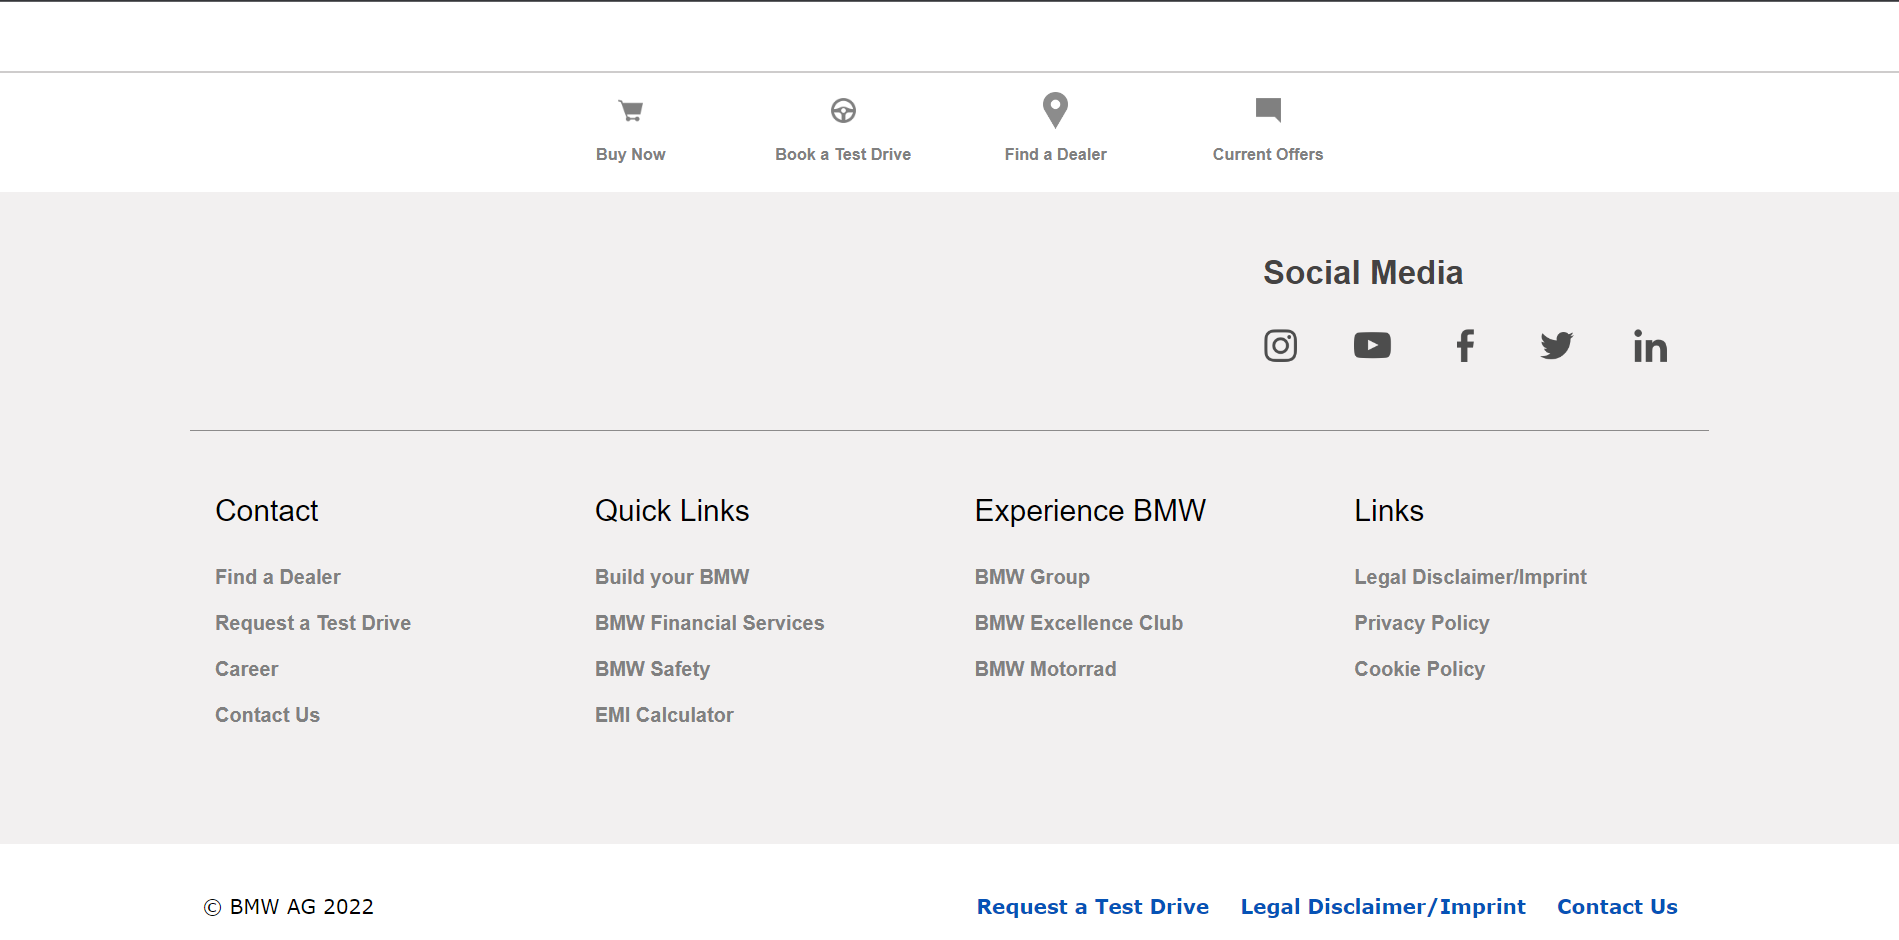 Buy Now
Book a Test Drive
Find a Dealer
Current Offers
Social Media
Contact
Find a Dealer
Request a Test Drive
Career
Contact Us
Quick Links
Build your BMW
BMW Financial Services
BMW Safety
EMI Calculator
Experience BMW
BMW Group
BMW Excellence Club
BMW Motorrad
Links
Legal Disclaimer/Imprint
Privacy Policy
Cookie Policy
© BMW AG 2022
Request a Test Drive
Legal Disclaimer/Imprint
Contact Us